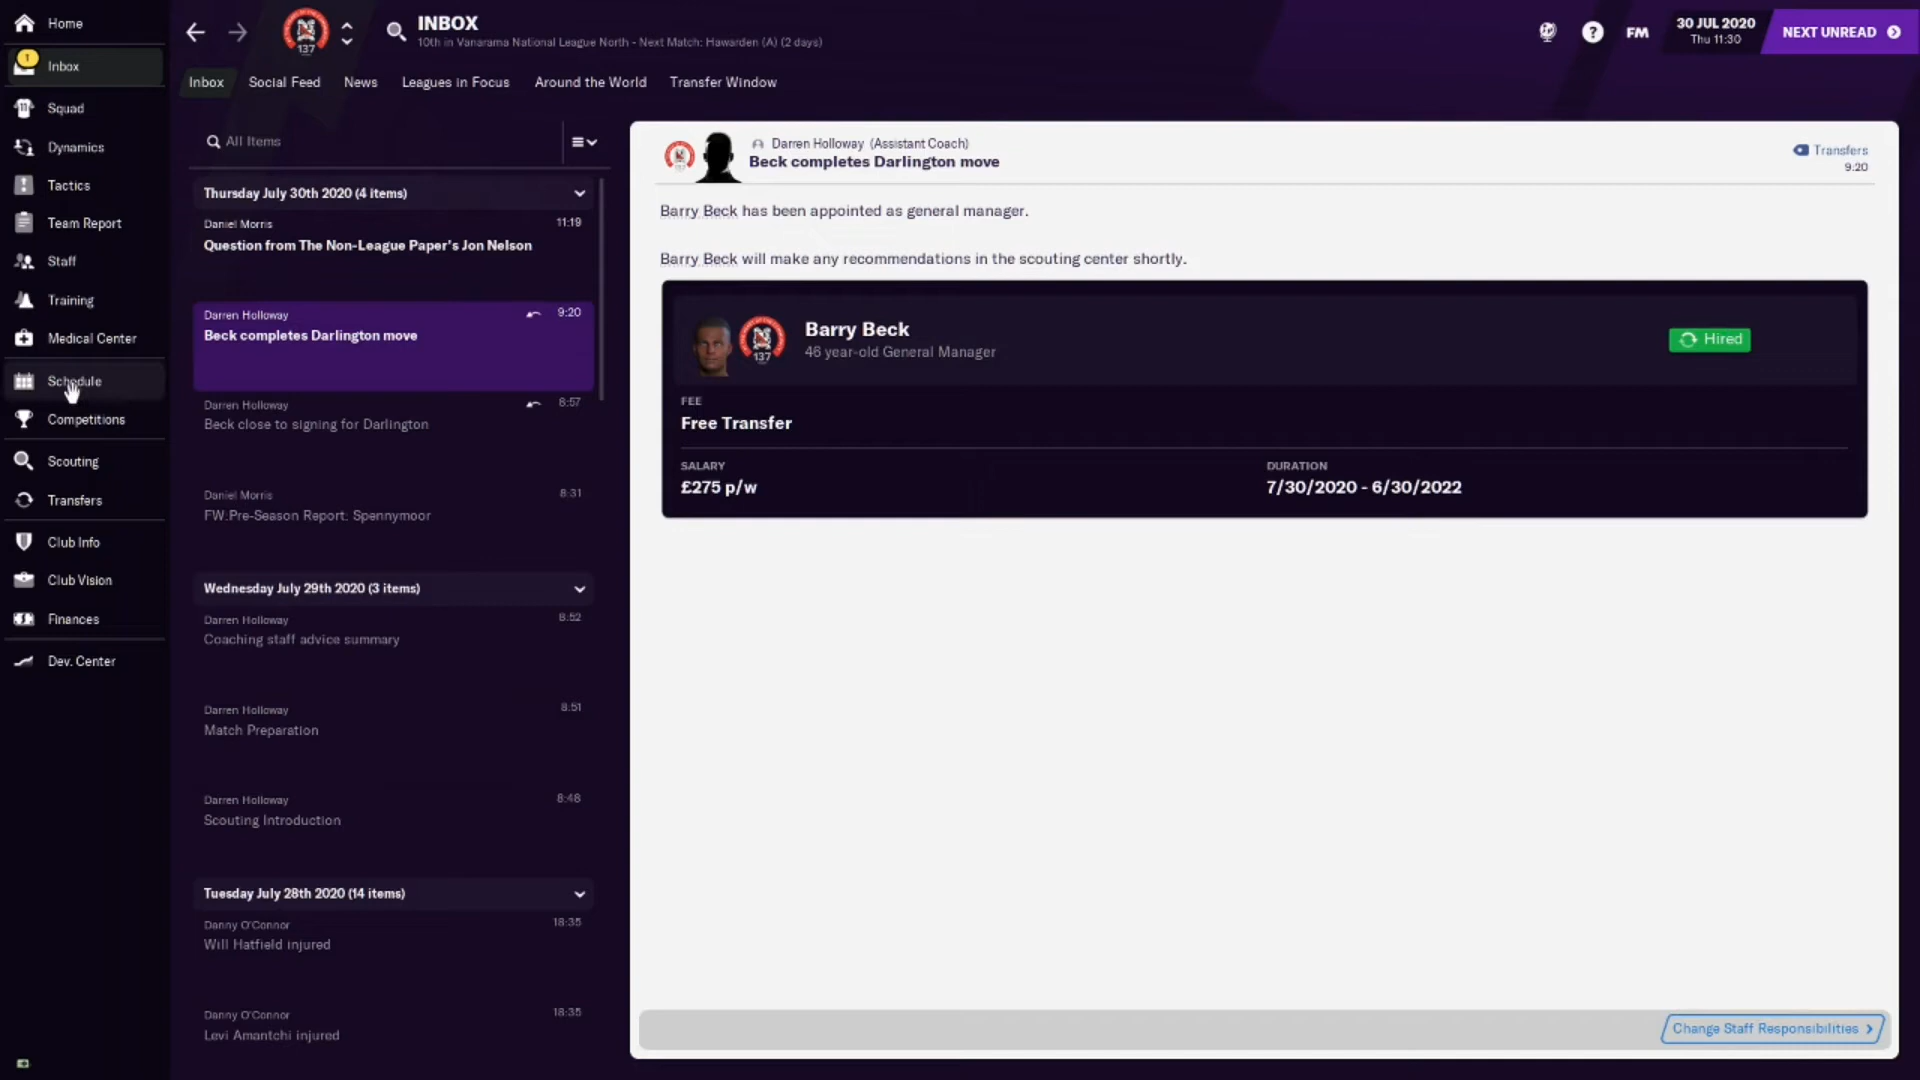 Home
1
Inbox
Squad
Dynamics
Tactics
Team Report
Staff
Training
Medical Center
Schedule
Competitions
Scouting
Transfers
Club Info
Club Vision
Finances
Dev. Center
137
INBOX
10th in Vanarama National League North - Next Match: Hawarden (A) (2 days)
?
FM
30 JUL 2020
Thu 11:30
NEXT UNREAD
Inbox
Social Feed
News
Leagues in Focus
Around the World
Transfer Window
All Items
Thursday July 30th 2020 (4 items)
Daniel Morris
11:19
Question from The Non-League Paper's Jon Nelson
Darren Holloway
9:20
Beck completes Darlington move
Darren Holloway
8:57
Beck close to signing for Darlington
Daniel Morris
8:31
FW:Pre-Season Report: Spennymoor
Wednesday July 29th 2020 (3 items)
Darren Holloway
8:52
Coaching staff advice summary
Darren Holloway
8:51
Match Preparation
Darren Holloway
8:48
Scouting Introduction
Tuesday July 28th 2020 (14 items)
Danny O'Connor
18:35
Will Hatfield injured
Danny O'Connor
18:35
Levi Amantchi injured
Darren Holloway (Assistant Coach)
Beck completes Darlington move
Transfers
9:20
Barry Beck has been appointed as general manager.
Barry Beck will make any recommendations in the scouting center shortly.
137
Barry Beck
46 year-old General Manager
Hired
FEE
Free Transfer
SALARY
£275 p/w
DURATION
7/30/2020 - 6/30/2022
Change Staff Responsibilities